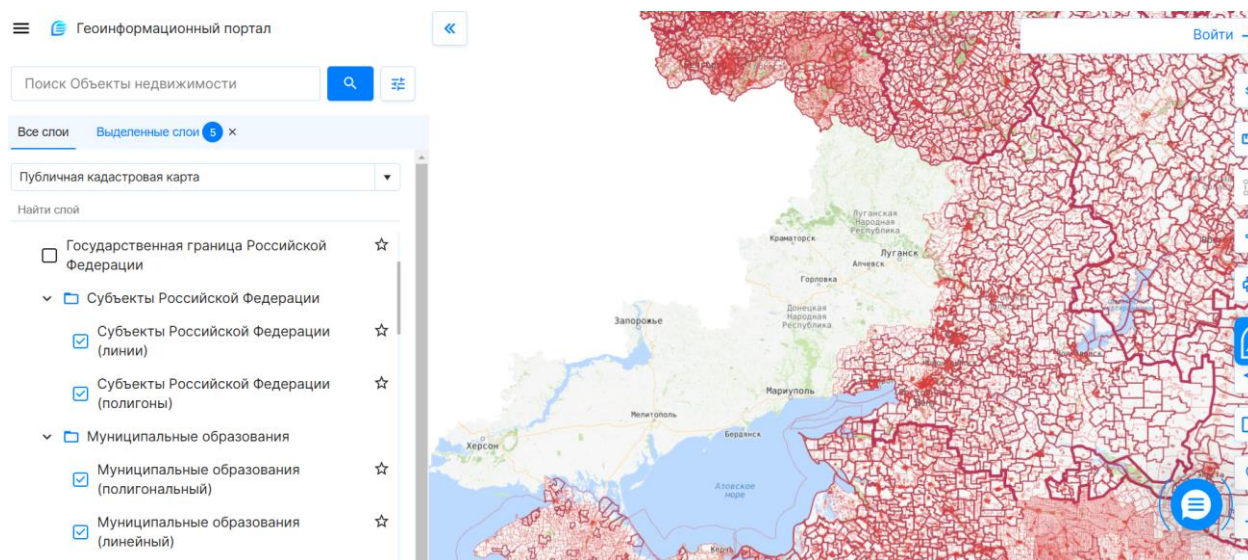 Геоинформационный портал
Войти
Поиск Объекты недвижимости
Все слои
Выделенные слои 5 ×
Публичная кадастровая карта
Найти слой
Государственная граница Российской
Федерации
Субъекты Российской Федерации
Субъекты Российской Федерации
(линии)
Субъекты Российской Федерации
(полигоны)
Муниципальные образования
Муниципальные образования
(полигональный)
Муниципальные образования
(линейный)
Луганская
Народная
Республика
Краматорск
Луганск
Алчевск
Горловка
Донецкая
Народная
Республика
Запорожье
Мариуполь
Мелитополь
Бердянск
Херсон
Азовское
море
Керчь